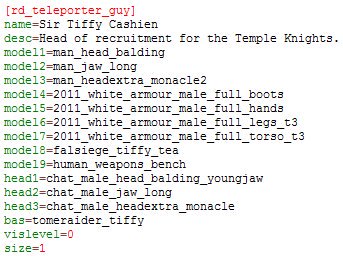 [rd_teleporter_guy]
name=Sir Tiffy Cashien
desc=Head of recruitment for the Temple Knights.
model1=man_head_balding
model2=man_jaw_long
model3=man_headextra_monacle2
model4=2011_white_armour_male_full_boots
model5=2011_white_armour_male_full_hands
model6=2011_white_armour_male_full_legs_t3
model7=2011_white_armour_male_full_torso_t3
model8=falsiege_tiffy_tea
model9=human_weapons_bench
head1=chat_male_head_balding_youngjaw
head2=chat_male_jaw_long
head3=chat_male_headextra_monacle
bas=tomeraider_tiffy
vislevel=0
size=1